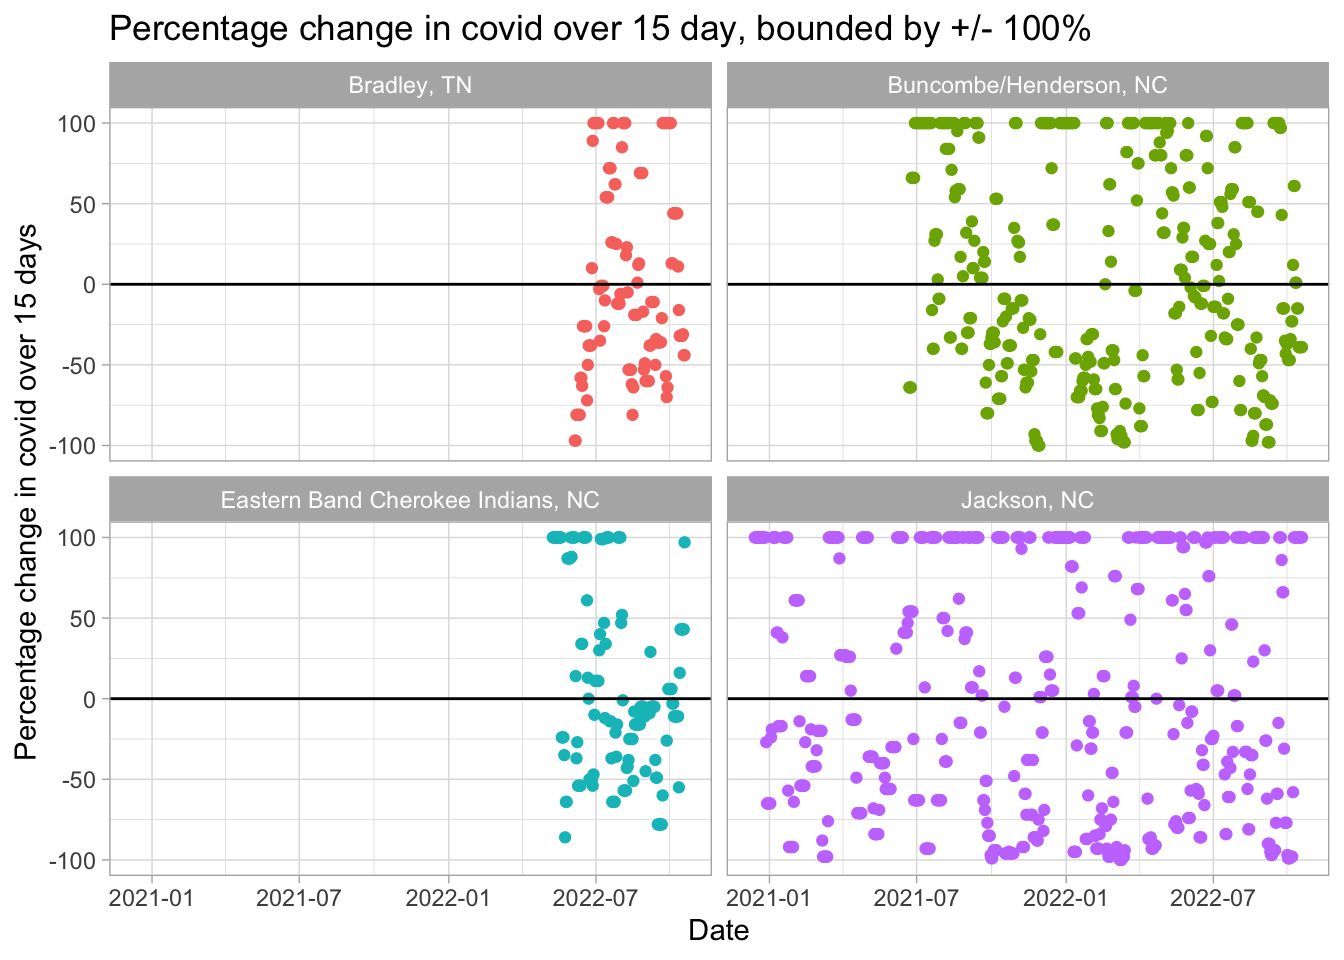 Percentage change in covid over 15 day, bounded by +/- 100%
Bradley, TN
Buncombe/Henderson, NC
100
50
0
-50
-100
Percentage change in covid over 15 days
Eastern Band Cherokee Indians, NC
Jackson, NC
100
50
0
-50
-100
2021-01
2021-07
2022-01
2022-07
2021-01
2021-07
2022-01
2022-07
Date